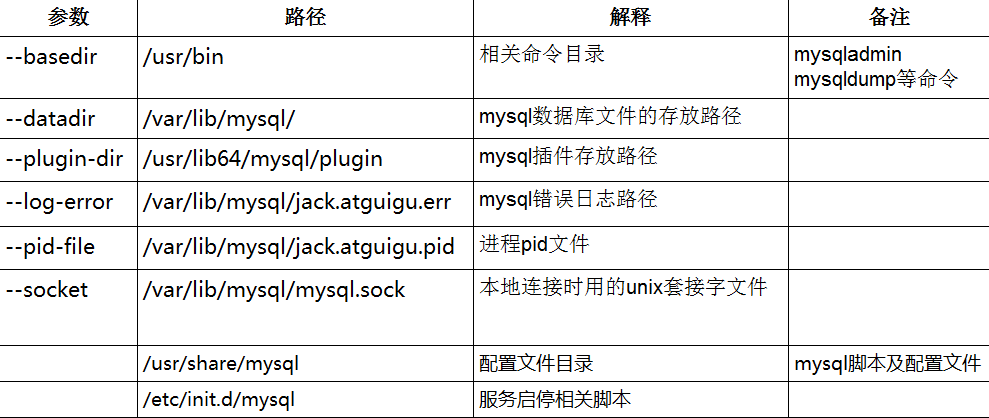 参数 路径 解释 备注
--basedir /usr/bin 相关命令目录 mysqladmin
mysqldump等命令
--datadir /var/lib/mysql/ mysql数据库文件的存放路径
--plugin-dir /usr/lib64/mysql/plugin mysql插件存放路径
--log-error /var/lib/mysql/jack.atguigu.err mysql错误日志路径
--pid-file /var/lib/mysql/jack.atguigu.pid 进程pid文件
--socket /var/lib/mysql/mysql.sock 本地连接时用的unix套接字文件
/usr/share/mysql 配置文件目录 mysql脚本及配置文件
/etc/init.d/mysql 服务启停相关脚本